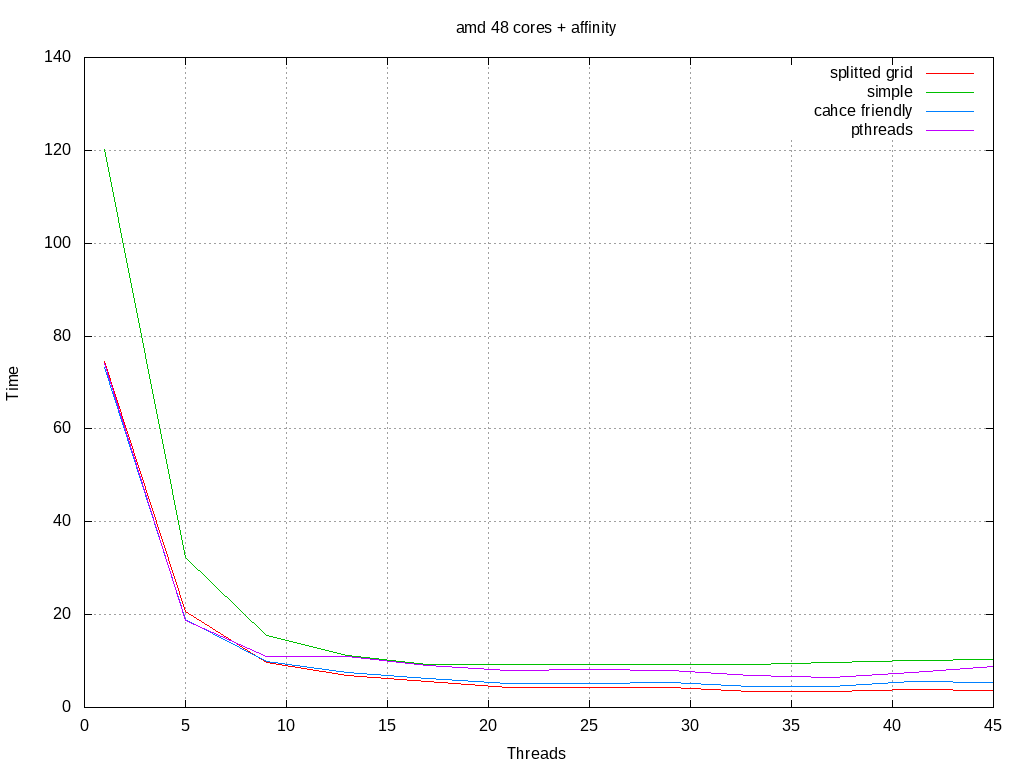 amd 48 cores + affinity
140
120
100
80
60
40
20
0
Time
splitted grid
simple
cahce friendly
pthreads
0 5 10 15 20 25 30 35 40 45
Threads